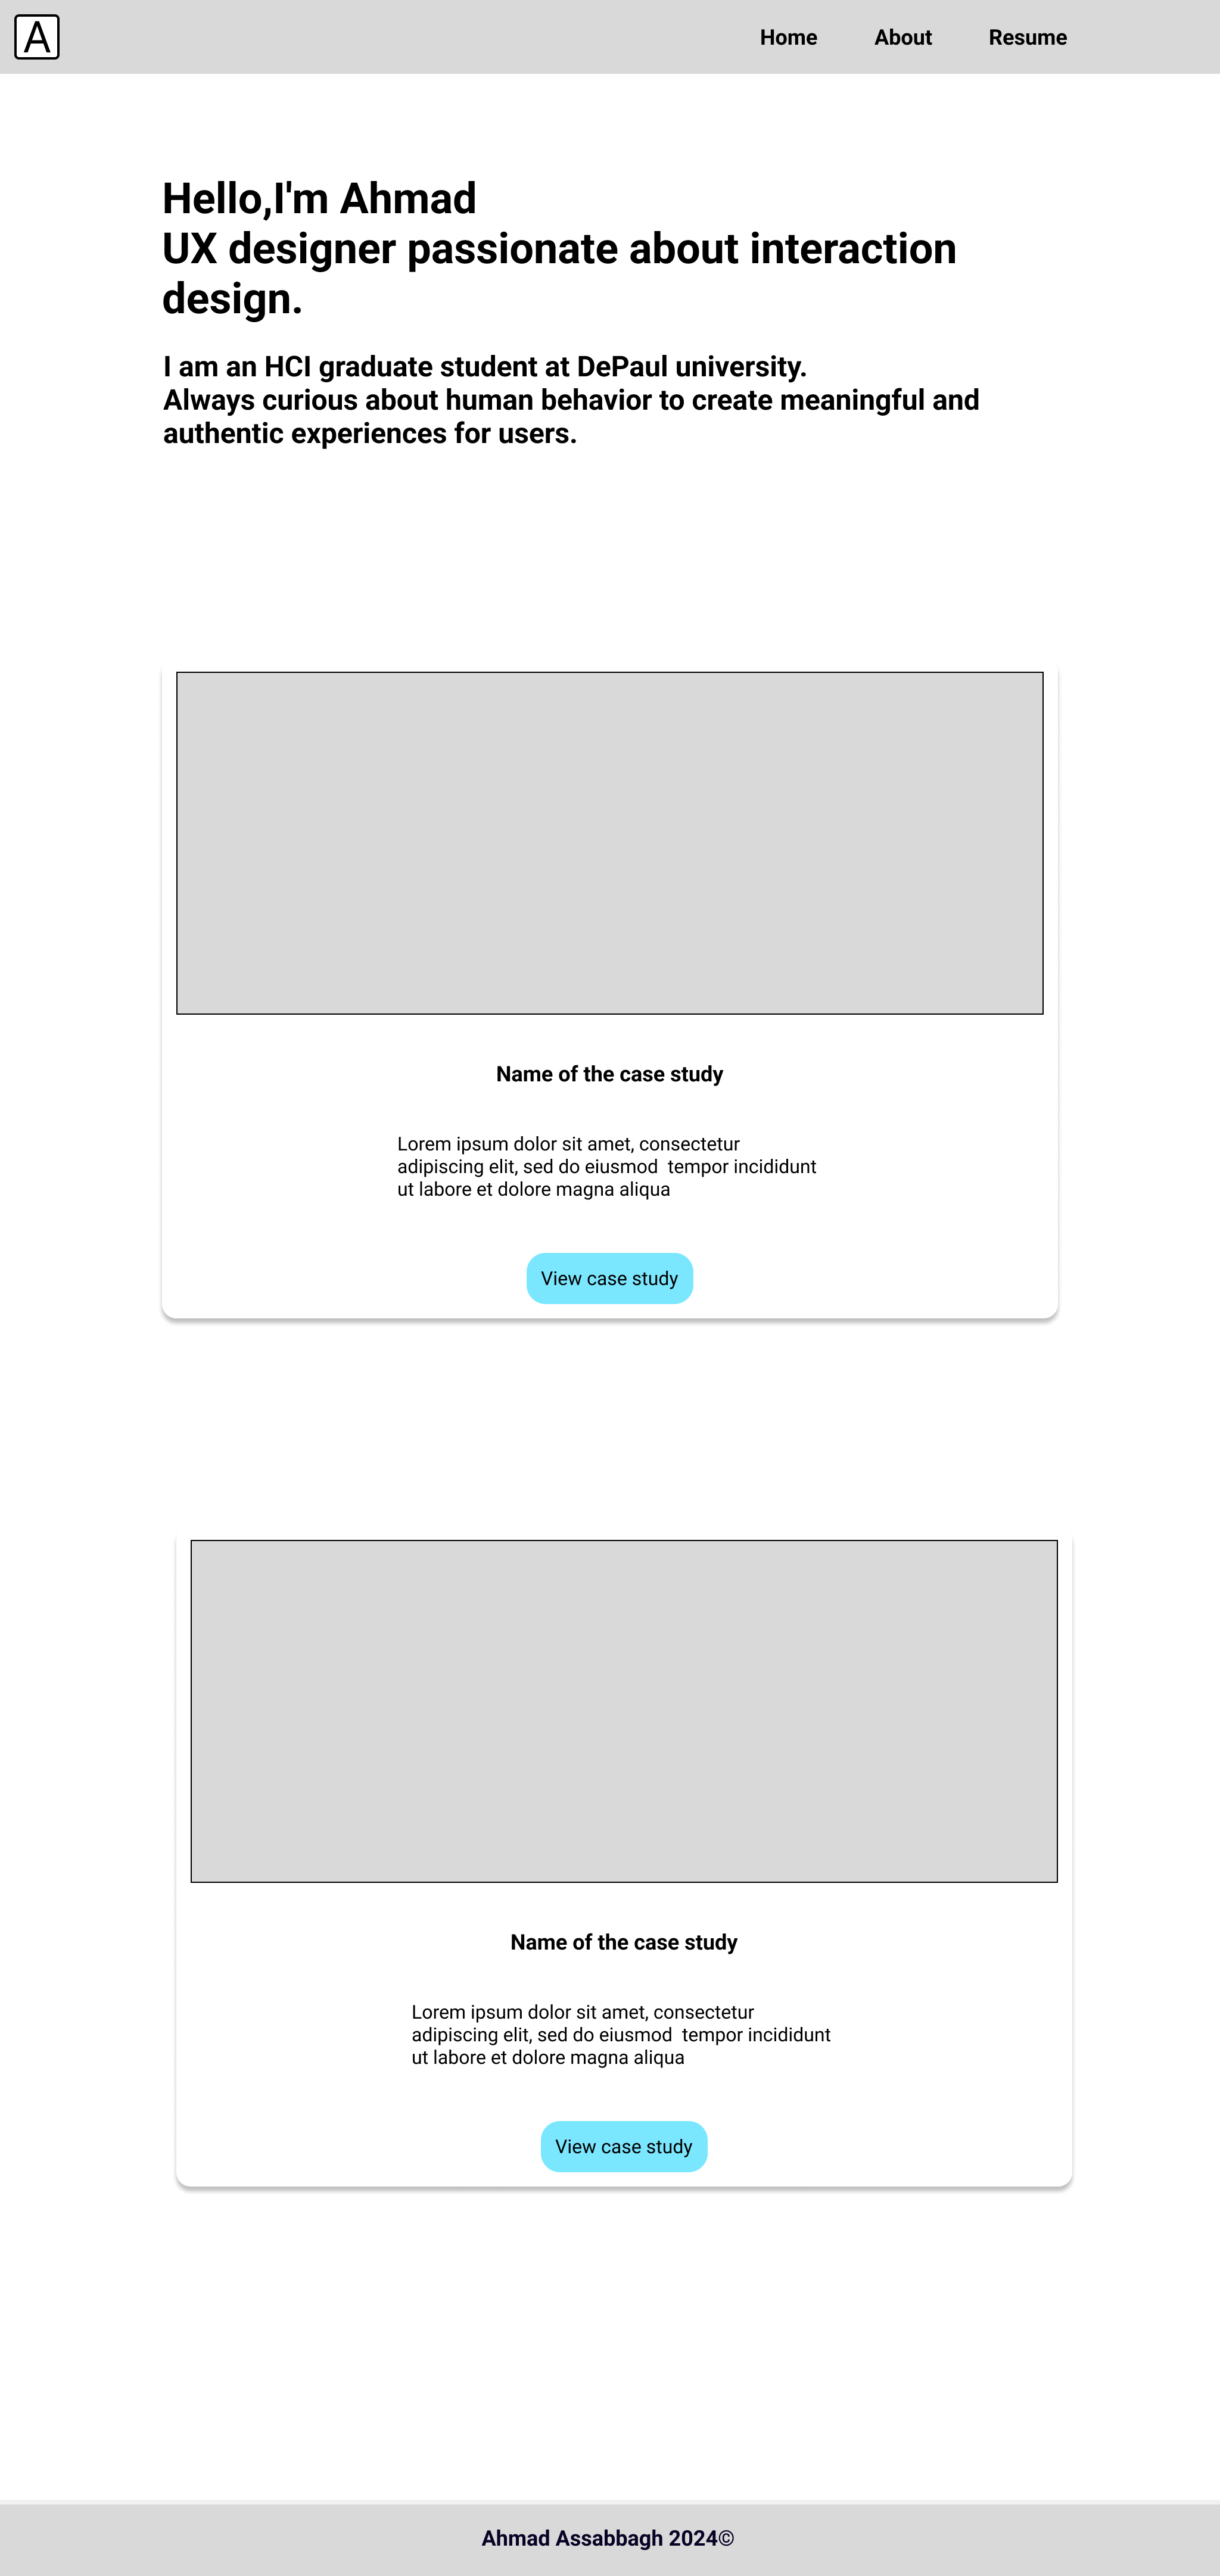 A
Home About Resume
Hello,I'm Ahmad
UX designer passionate about interaction
design.
I am an HCI graduate student at DePaul university.
Always curious about human behavior to create meaningful and
authentic experiences for users.
Name of the case study
Lorem ipsum dolor sit amet, consectetur
adipiscing elit, sed do eiusmod  tempor incididunt
ut labore et dolore magna aliqua
View case study
Name of the case study
Lorem ipsum dolor sit amet, consectetur
adipiscing elit, sed do eiusmod  tempor incididunt
ut labore et dolore magna aliqua
View case study
Ahmad Assabbagh 2024©